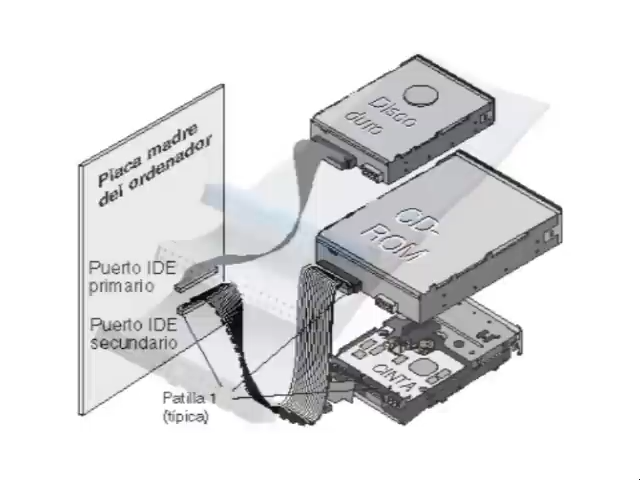 Disco
duro
Placa madre
del ordenador
CD-
ROM
Puerto IDE
primario
Puerto IDE
secundario
CINTA
Patilla 1
(típica)